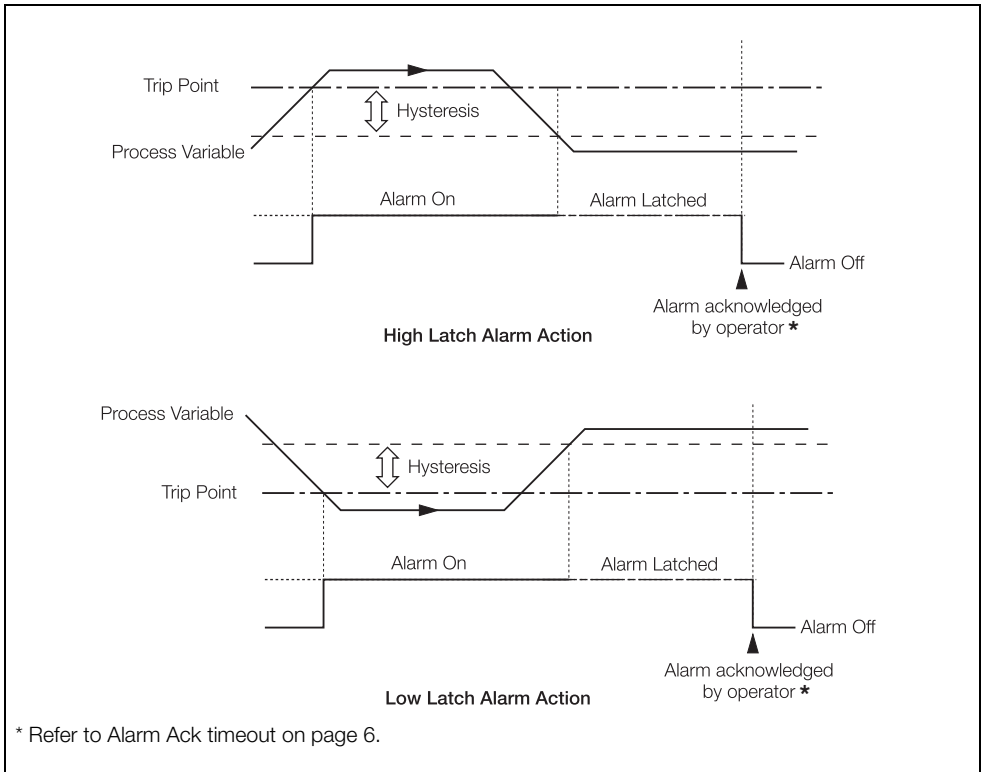 Trip Point
Hysteresis
Process Variable
Alarm On
Alarm Latched
Alarm Off
Alarm acknowledged
by operator *
High Latch Alarm Action
Process Variable
Hysteresis
Trip Point
Alarm On
Alarm Latched
Alarm Off
Alarm acknowledged
by operator *
Low Latch Alarm Action
* Refer to Alarm Ack timeout on page 6.